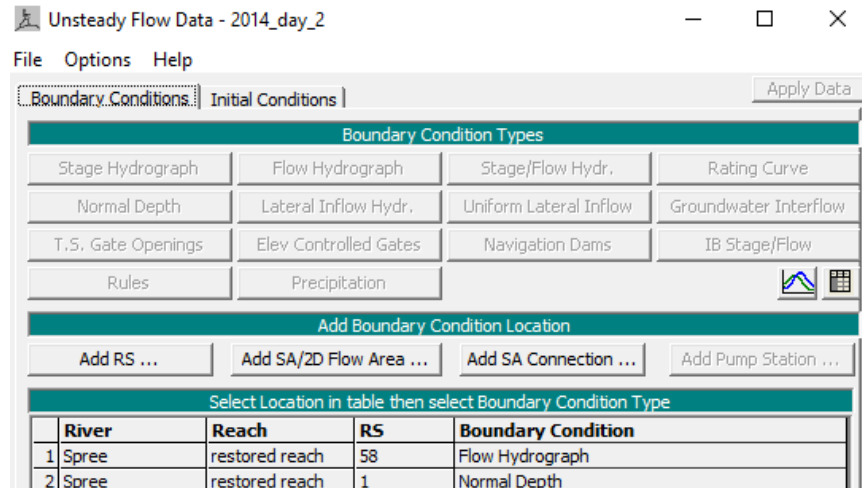 Unsteady Flow Data - 2014_day_2
File Options Help
Boundary Conditions Initial Conditions Apply Data
Boundary Condition Types
Stage Hydrograph Flow Hydrograph Stage/Flow Hydr. Rating Curve
Normal Depth Lateral Inflow Hydr. Uniform Lateral Inflow Groundwater Interflow
T.S. Gate Openings Elev Controlled Gates Navigation Dams IB Stage/Flow
Rules Precipitation
Add Boundary Condition Location
Add RS ... Add SA/2D Flow Area ... Add SA Connection ... Add Pump Station ...
Select Location in table then select Boundary Condition Type
River Reach RS Boundary Condition
1 Spree restored reach 58 Flow Hydrograph
2 Spree restored reach 1 Normal Depth